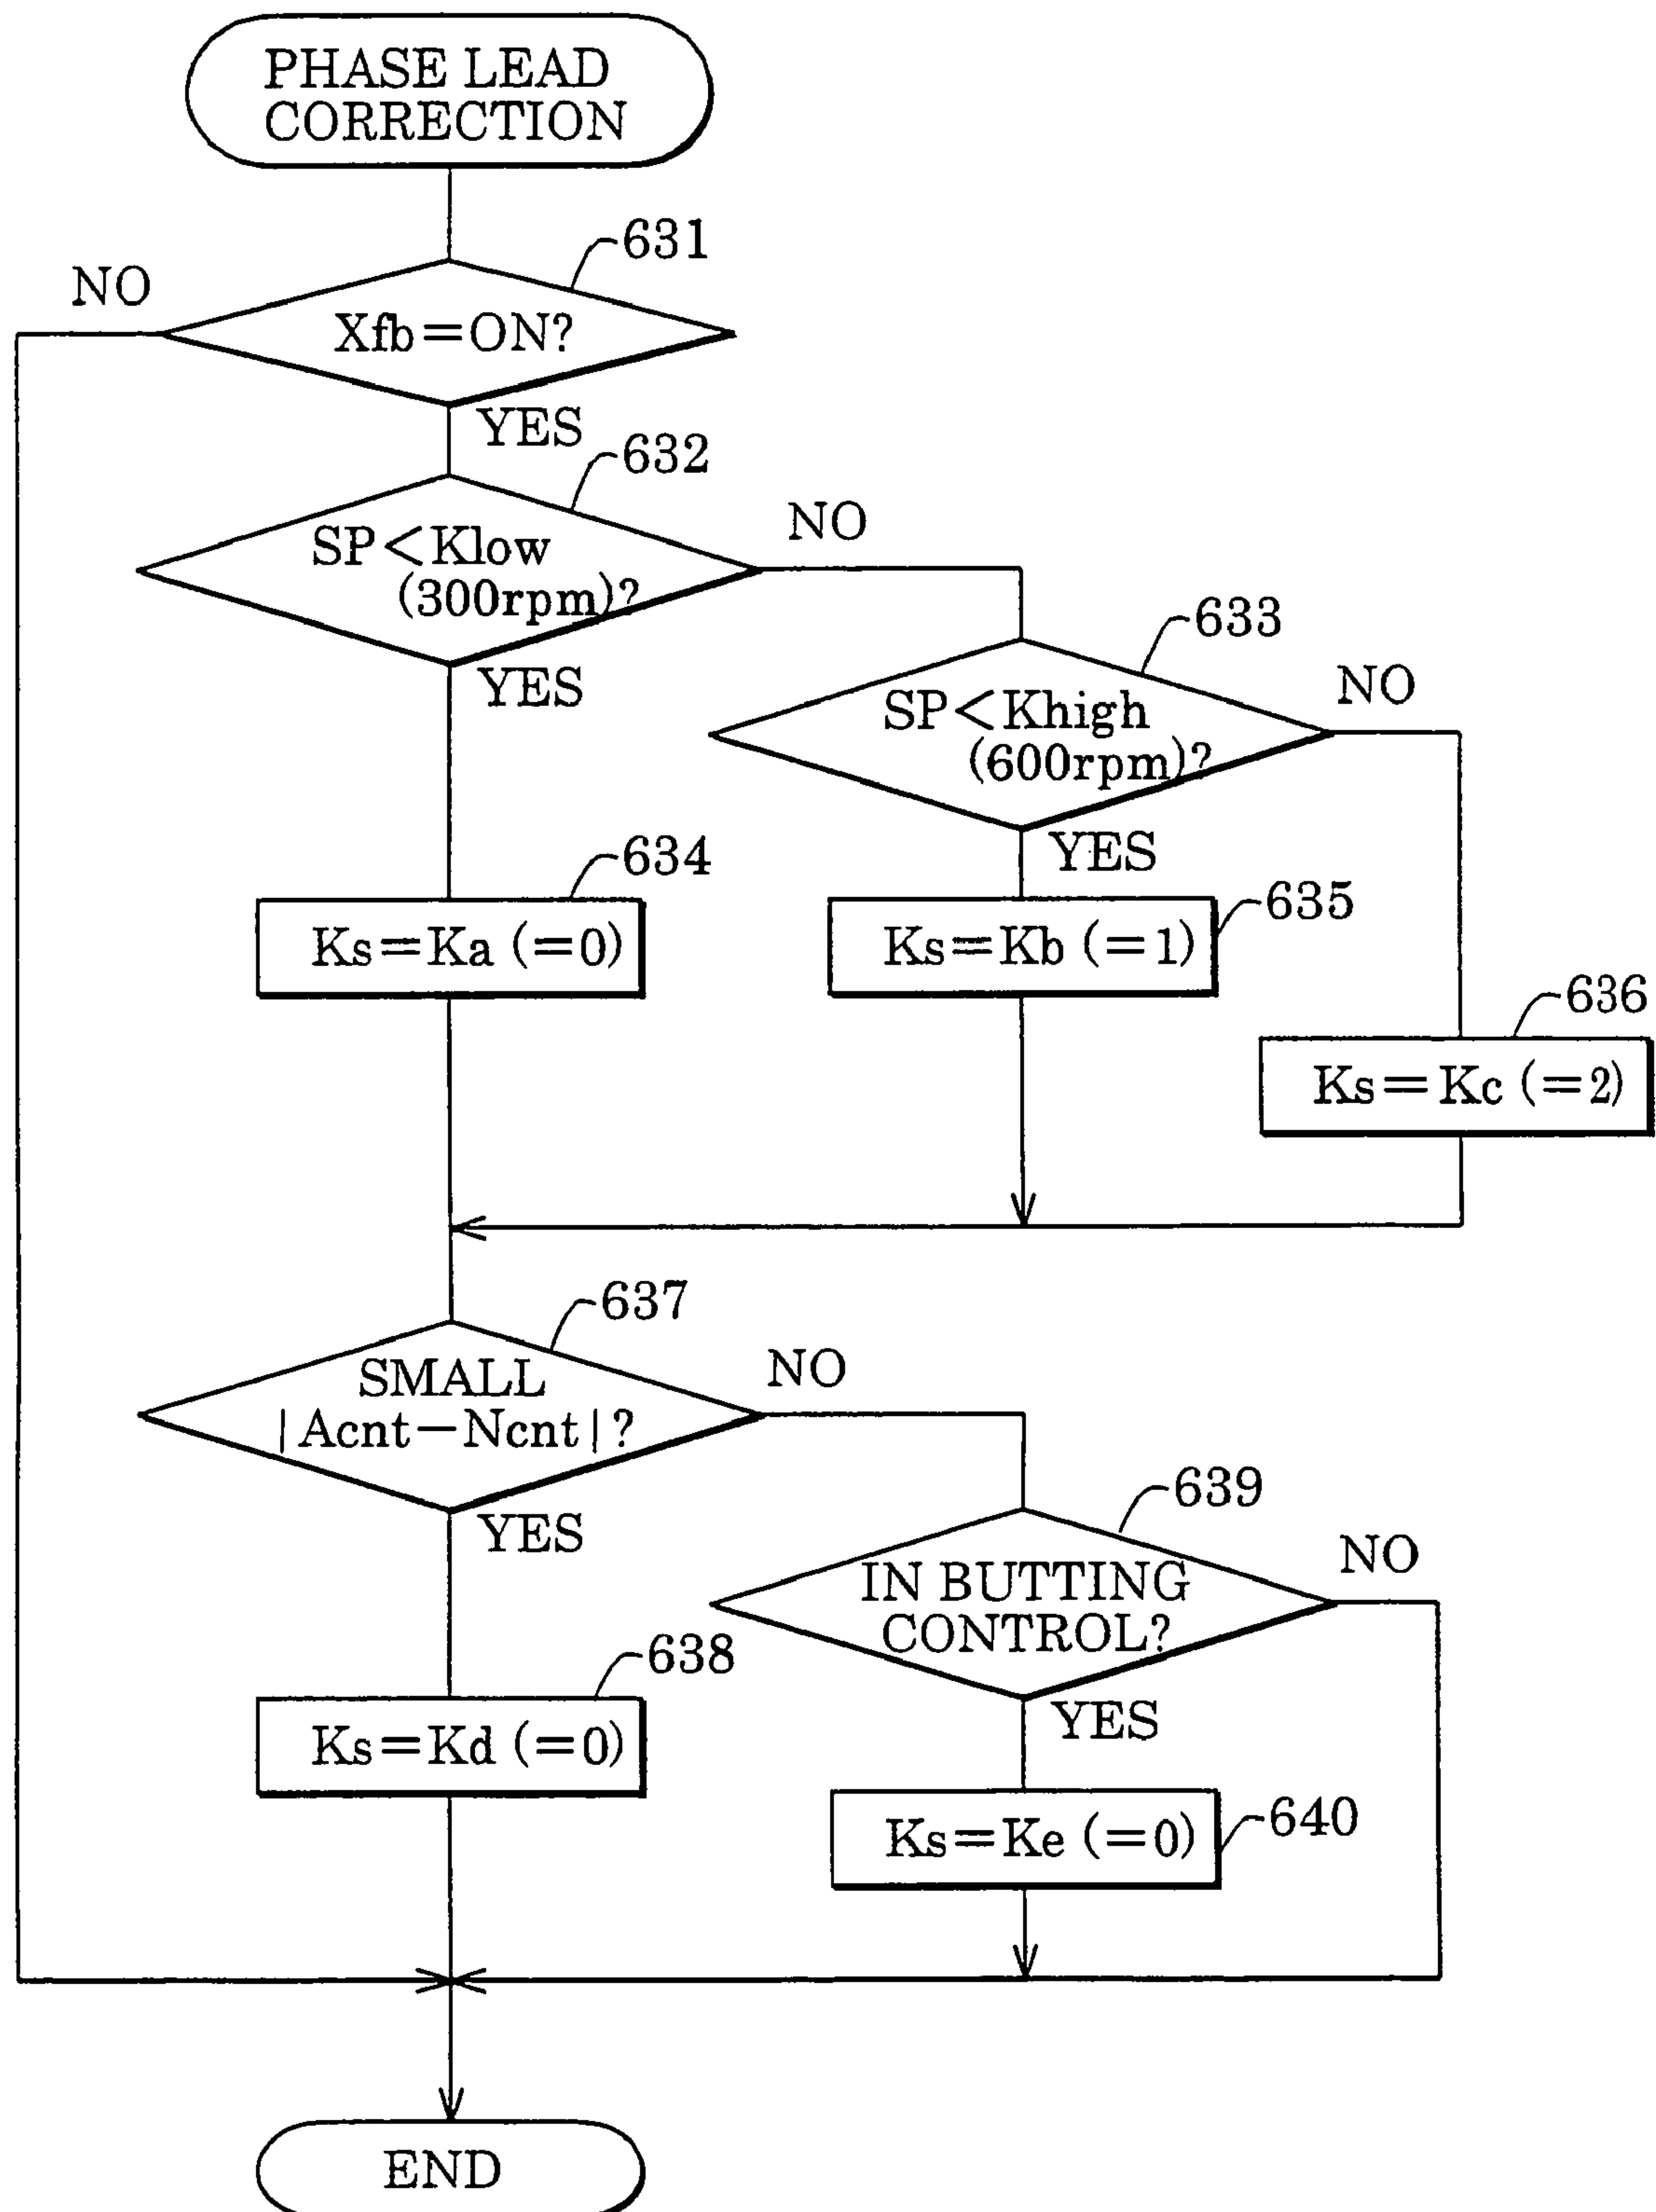 PHASE LEAD
CORRECTION
631
NO
Xfb=ON?
YES
632
SP<Klow
(300rpm)?
NO
YES
633
SP<Khigh
(600rpm)?
NO
YES
634
Ks=Ka (=0)
635
Ks=Kb (=1)
636
Ks=Kc (=2)
637
SMALL
|Acnt−Ncnt|?
NO
YES
639
IN BUTTING
CONTROL?
NO
YES
638
Ks=Kd (=0)
640
Ks=Ke (=0)
END